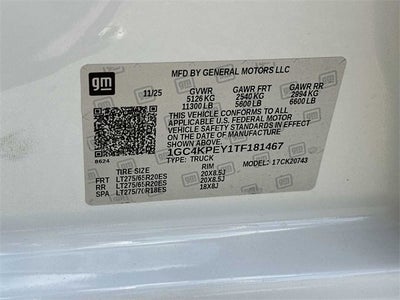 gm
MFD BY GENERAL MOTORS LLC
11/25 GVWR GAWR FRT GAWR RR
5126 KG 2540 KG 2994 KG
11300 LB 5600 LB 6600 LB
THIS VEHICLE CONFORMS TO ALL
APPLICABLE U.S. FEDERAL MOTOR
VEHICLE SAFETY STANDARDS IN EFFECT
ON THE DATE OF MANUFACTURE
SHOWN ABOVE.
1GC4KPEY1TF181467
8624 TYPE: TRUCK MODEL: 17CK20743
TIRE SIZE RIM
FRT LT275/65R20ES 20X8.5J
RR LT275/65R20ES 20X8.5J
SPA LT275/70R18ES 18X8J